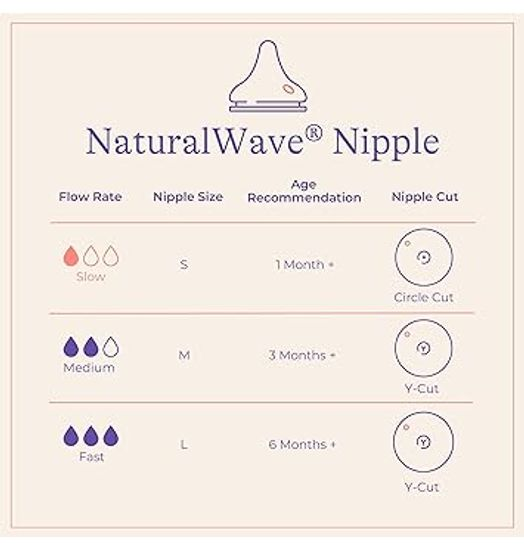 NaturalWave® Nipple
Flow Rate Nipple Size Age Recommendation Nipple Cut
Slow S 1 Month + Circle Cut
Medium M 3 Months + Y-Cut
Fast L 6 Months + Y-Cut